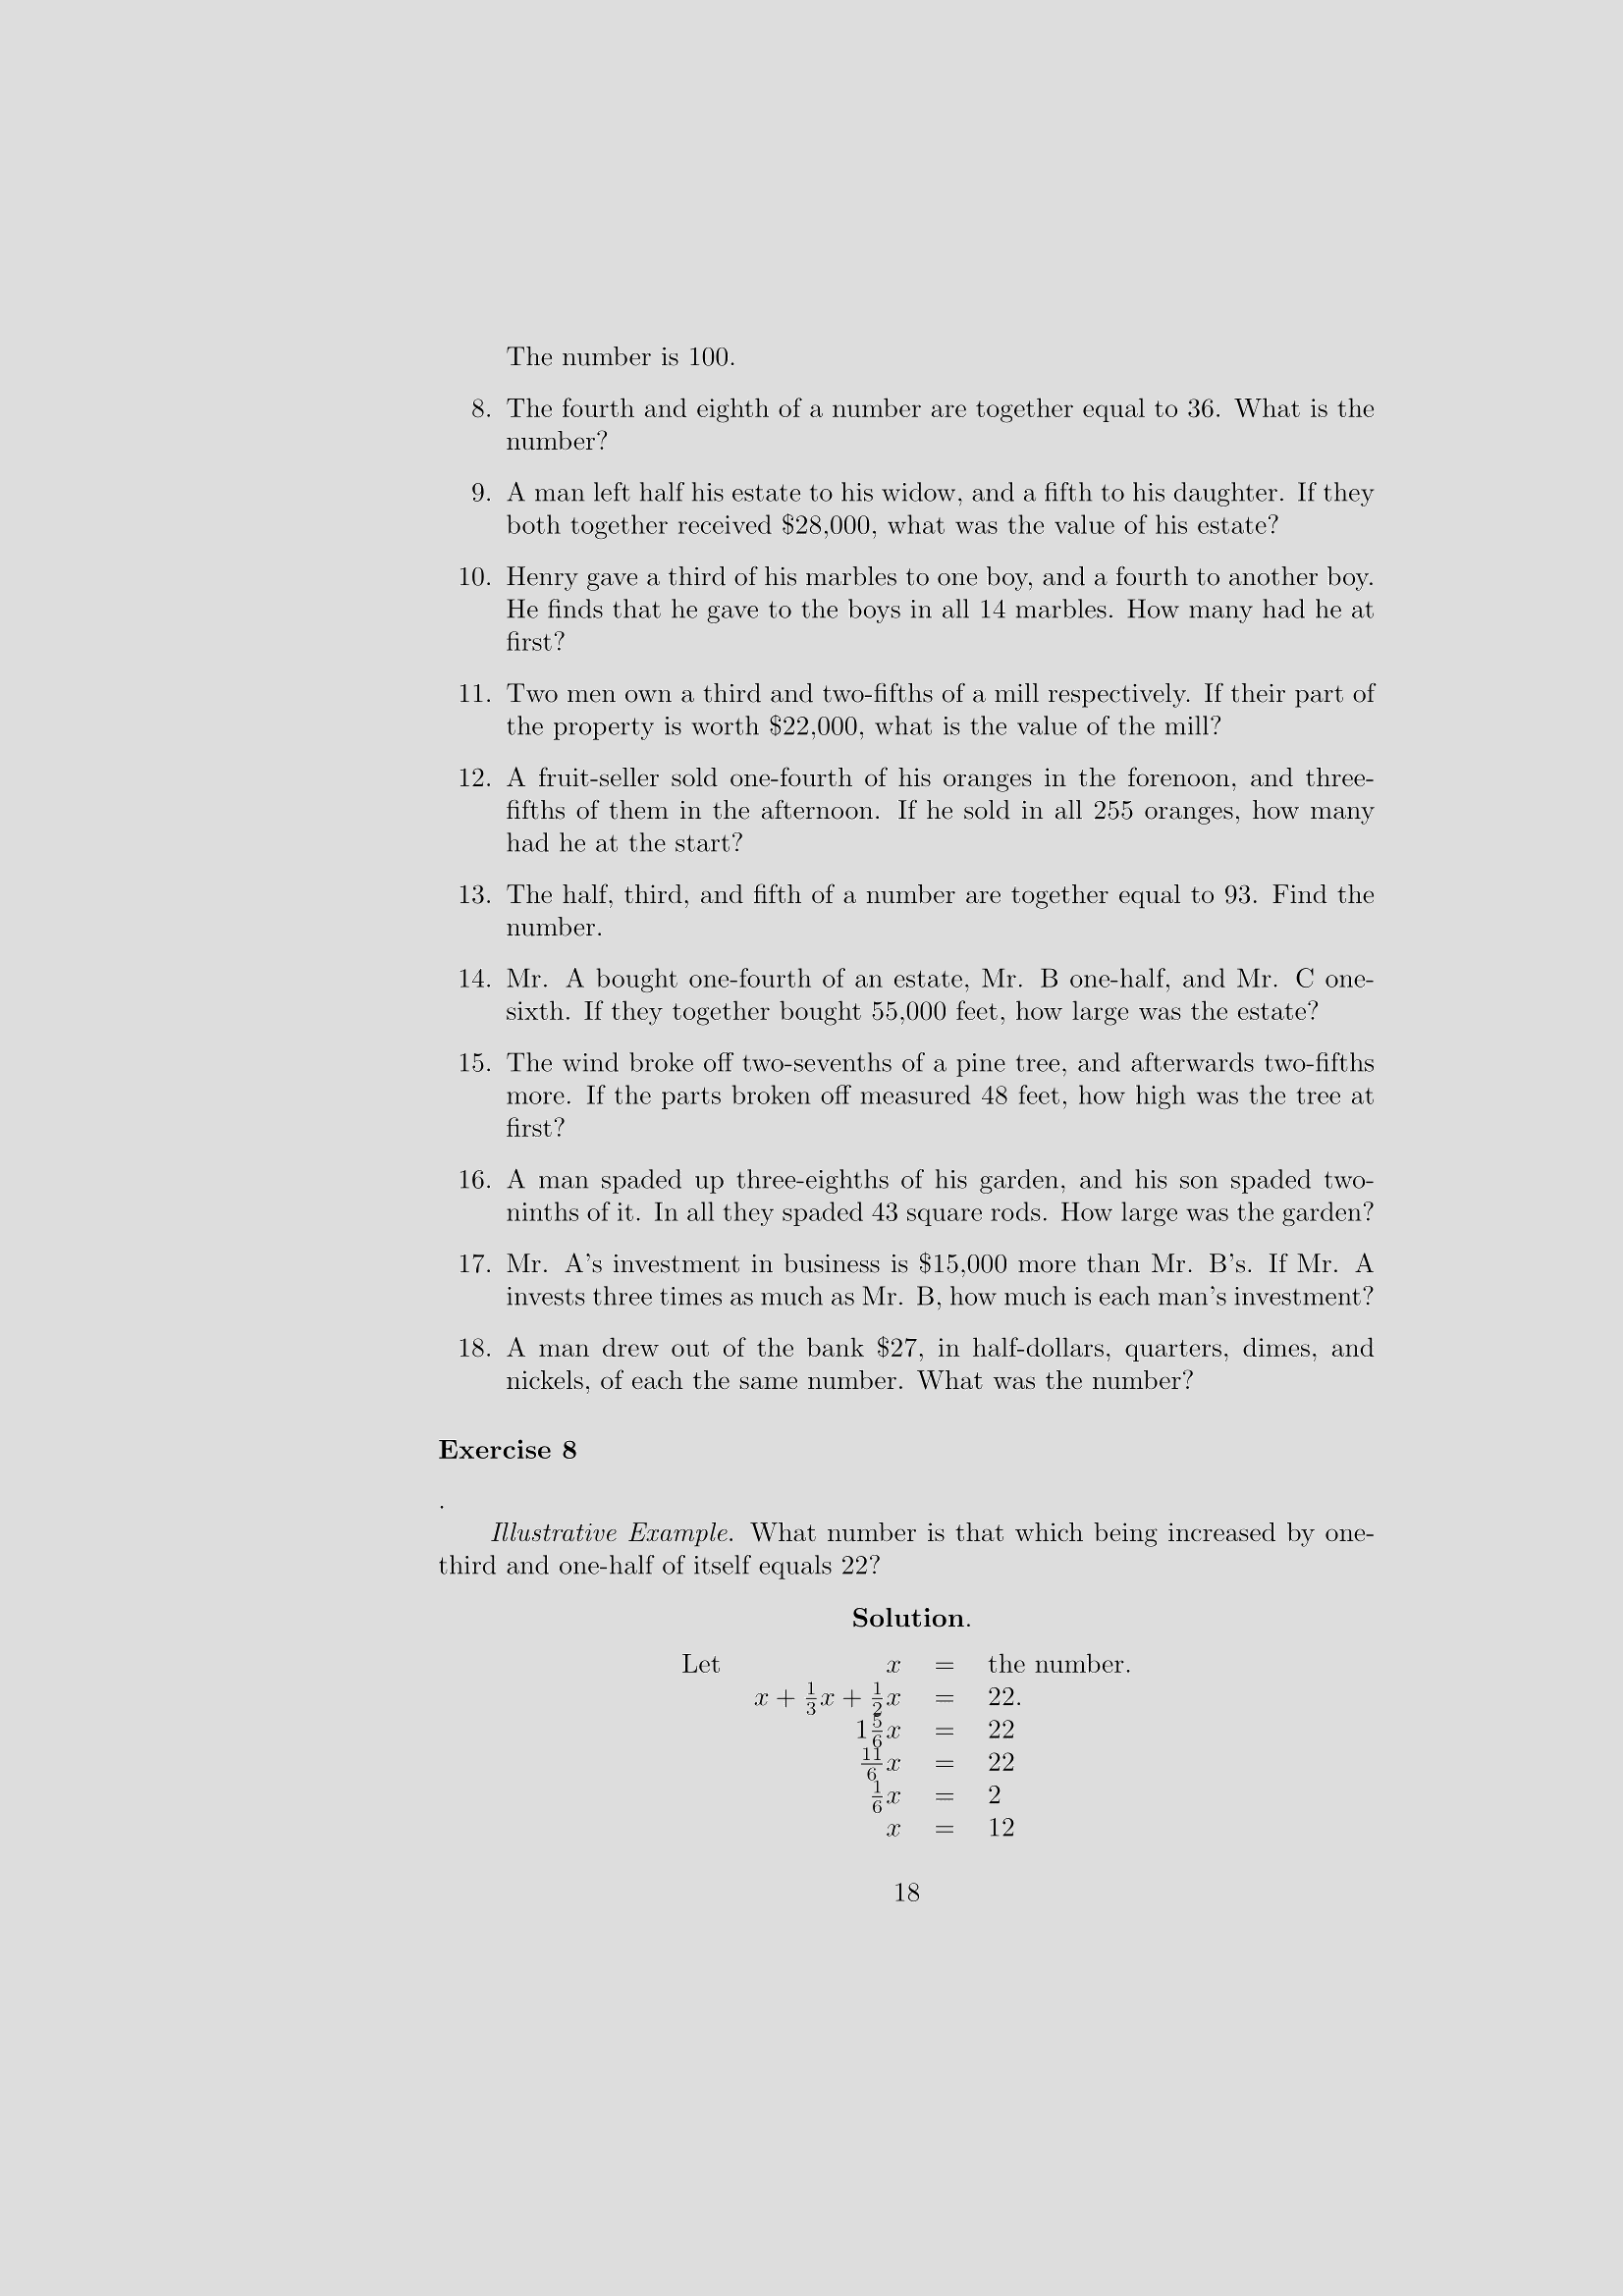 The number is 100.
8. The fourth and eighth of a number are together equal to 36. What is the
number?
9. A man left half his estate to his widow, and a fifth to his daughter. If they
both together received $28,000, what was the value of his estate?
10. Henry gave a third of his marbles to one boy, and a fourth to another boy.
He finds that he gave to the boys in all 14 marbles. How many had he at
first?
11. Two men own a third and two-fifths of a mill respectively. If their part of
the property is worth $22,000, what is the value of the mill?
12. A fruit-seller sold one-fourth of his oranges in the forenoon, and three-
fifths of them in the afternoon. If he sold in all 255 oranges, how many
had he at the start?
13. The half, third, and fifth of a number are together equal to 93. Find the
number.
14. Mr. A bought one-fourth of an estate, Mr. B one-half, and Mr. C one-
sixth. If they together bought 55,000 feet, how large was the estate?
15. The wind broke off two-sevenths of a pine tree, and afterwards two-fifths
more. If the parts broken off measured 48 feet, how high was the tree at
first?
16. A man spaded up three-eighths of his garden, and his son spaded two-
ninths of it. In all they spaded 43 square rods. How large was the garden?
17. Mr. A's investment in business is $15,000 more than Mr. B's. If Mr. A
invests three times as much as Mr. B, how much is each man's investment?
18. A man drew out of the bank $27, in half-dollars, quarters, dimes, and
nickels, of each the same number. What was the number?
Exercise 8
.
Illustrative Example. What number is that which being increased by one-
third and one-half of itself equals 22?
Solution.
Let x = the number.
x + 1/3 x + 1/2 x = 22.
1 5/6 x = 22
11/6 x = 22
1/6 x = 2
x = 12
18